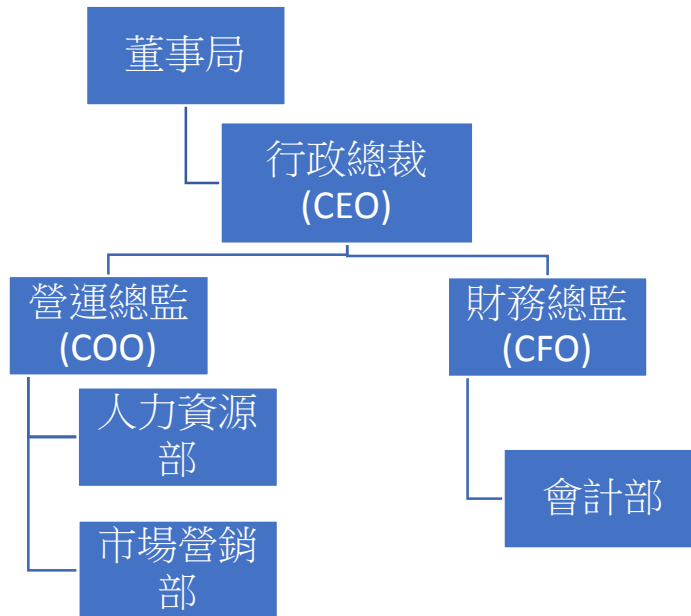 董事局
行政總裁
(CEO)
營運總監
(COO)
財務總監
(CFO)
人力資源
部
市場營銷
部
會計部